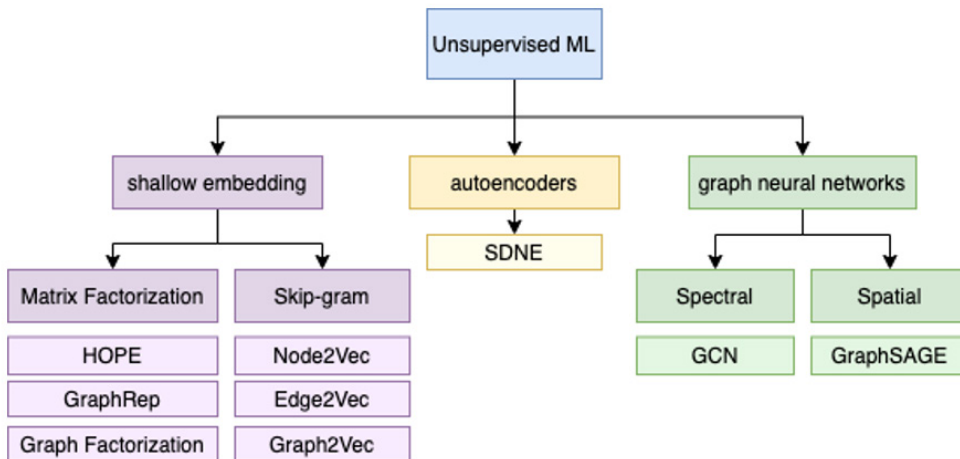 Unsupervised ML
shallow embedding
autoencoders
graph neural networks
SDNE
Matrix Factorization
Skip-gram
Spectral
Spatial
HOPE
Node2Vec
GCN
GraphSAGE
GraphRep
Edge2Vec
Graph Factorization
Graph2Vec